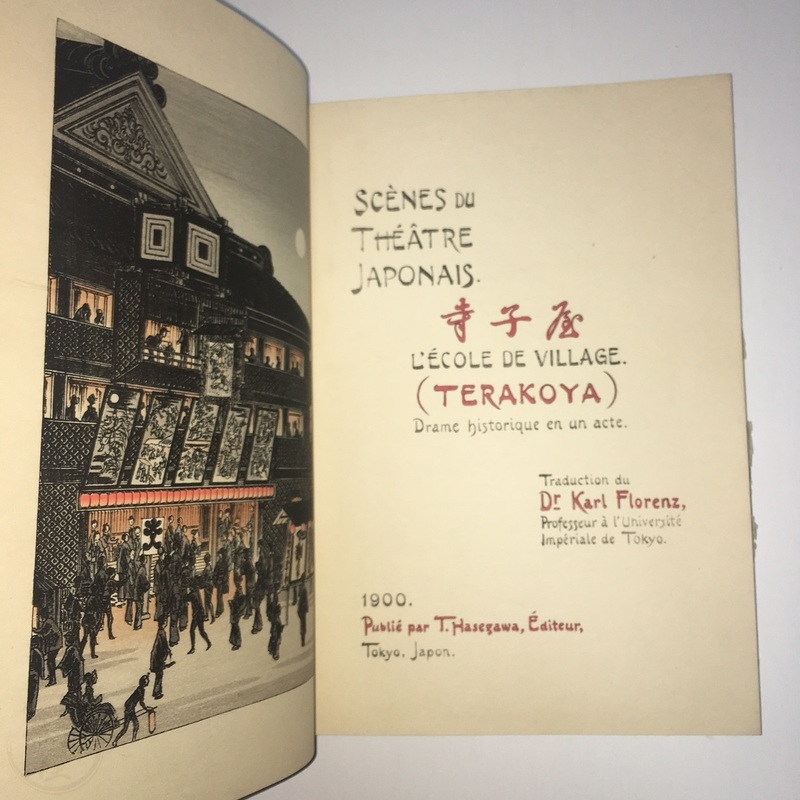 SCÈNES DU
THÉÂTRE
JAPONAIS.
寺子屋
L'ÉCOLE DE VILLAGE.
(TERAKOYA)
Drame historique en un acte.
Traduction du
Dr Karl Florenz,
Professeur à l'Université
Impériale de Tokyo.
1900.
Publié par T. Hasegawa, Éditeur,
Tokyo, Japon.